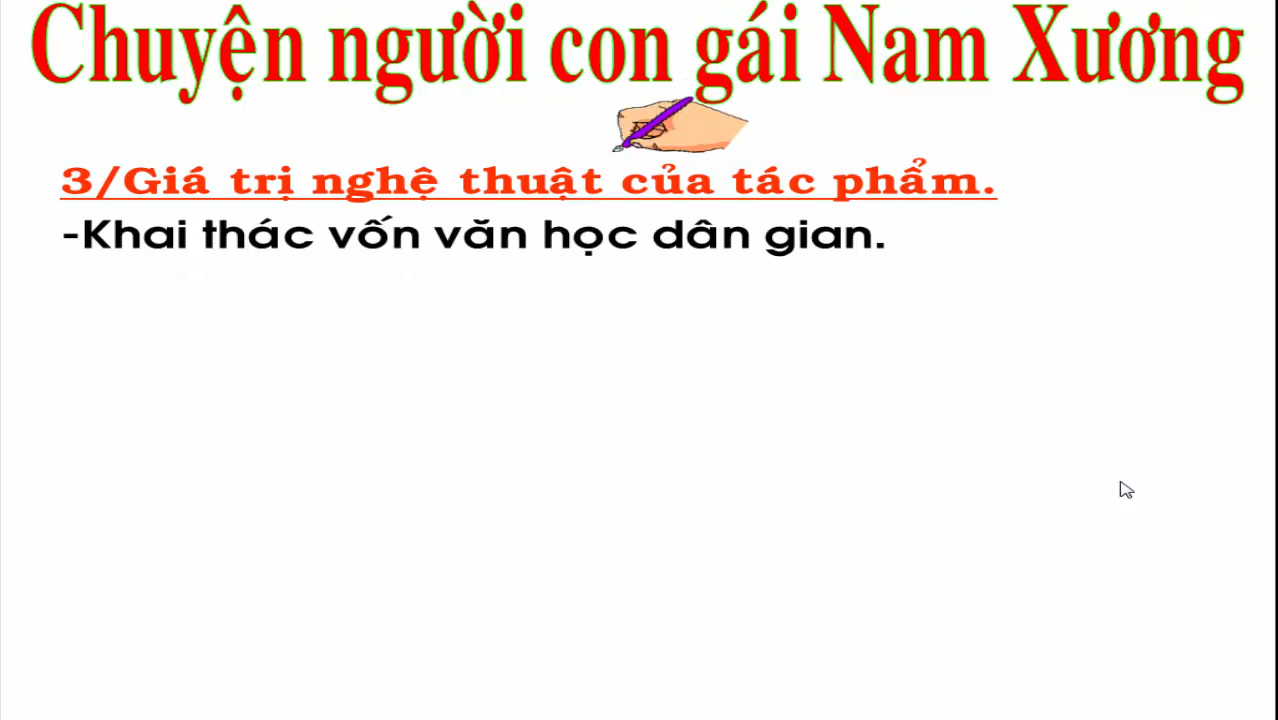 Chuyện người con gái Nam Xương
3/Giá trị nghệ thuật của tác phẩm.
-Khai thác vốn văn học dân gian.